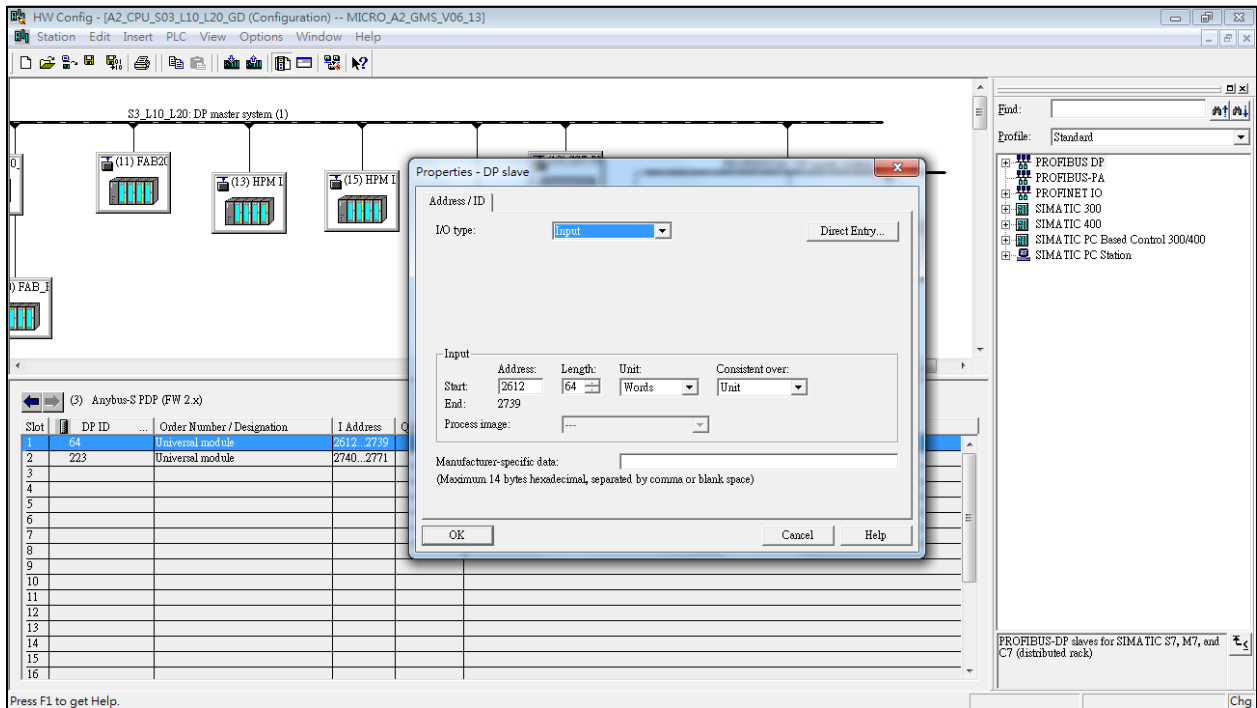 HW Config - [A2_CPU_S03_L10_L20_GD (Configuration) -- MICRO_A2_GMS_V06_13]
Station Edit Insert PLC View Options Window Help
S3_L10_L20: DP master system (1)
(11) FAB20
(13) HPM I
(15) HPM I
) FAB_F
Properties - DP slave
Address / ID
I/O type:
Input
Direct Entry...
Input
Address: Length: Unit: Consistent over:
Start: 2612 64 Words Unit
End: 2739
Process image: ---
Manufacturer-specific data:
(Maximum 14 bytes hexadecimal, separated by comma or blank space)
OK Cancel Help
Find:
Profile: Standard
PROFIBUS DP
PROFIBUS-PA
PROFINET IO
SIMATIC 300
SIMATIC 400
SIMATIC PC Based Control 300/400
SIMATIC PC Station
(3) Anybus-S PDP (FW 2.x)
Slot DP ID ... Order Number / Designation I Address Q
1 64 Universal module 2612...2739
2 223 Universal module 2740...2771
3
4
5
6
7
8
9
10
11
12
13
14
15
16
PROFIBUS-DP slaves for SIMATIC S7, M7, and
C7 (distributed rack)
Press F1 to get Help.
Chg